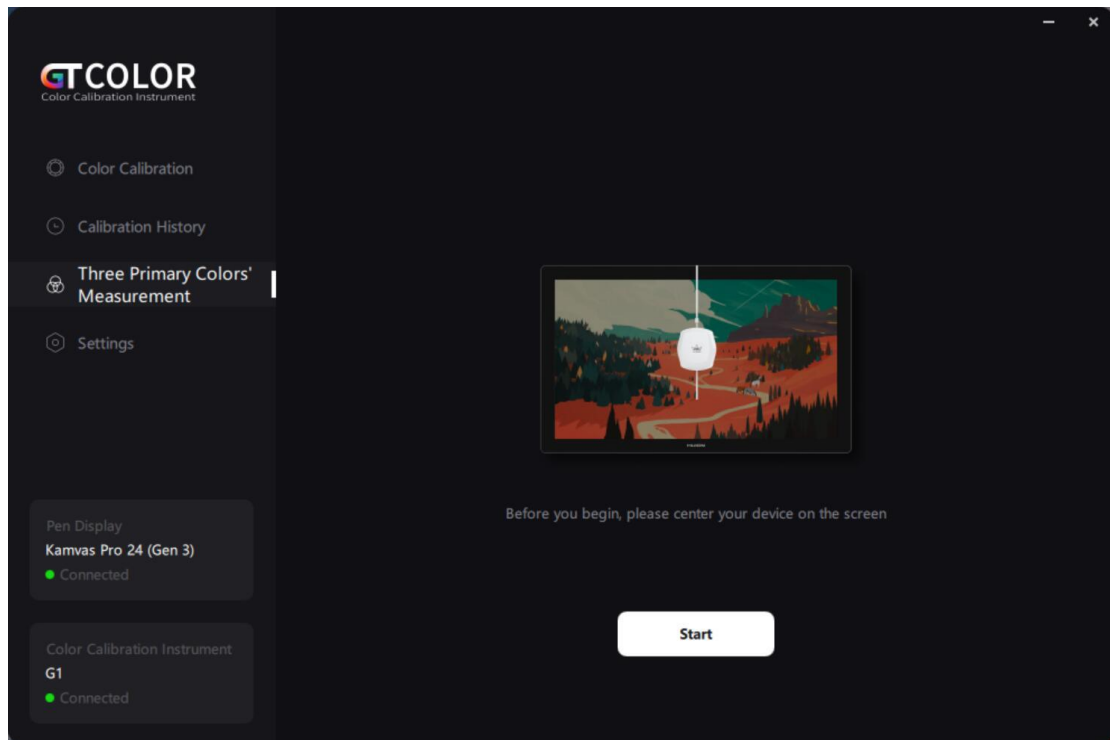 GTCOLOR
Color Calibration Instrument
Color Calibration
Calibration History
Three Primary Colors'
Measurement
Settings
Pen Display
Kamvas Pro 24 (Gen 3)
Connected
Color Calibration Instrument
G1
Connected
Before you begin, please center your device on the screen
Start